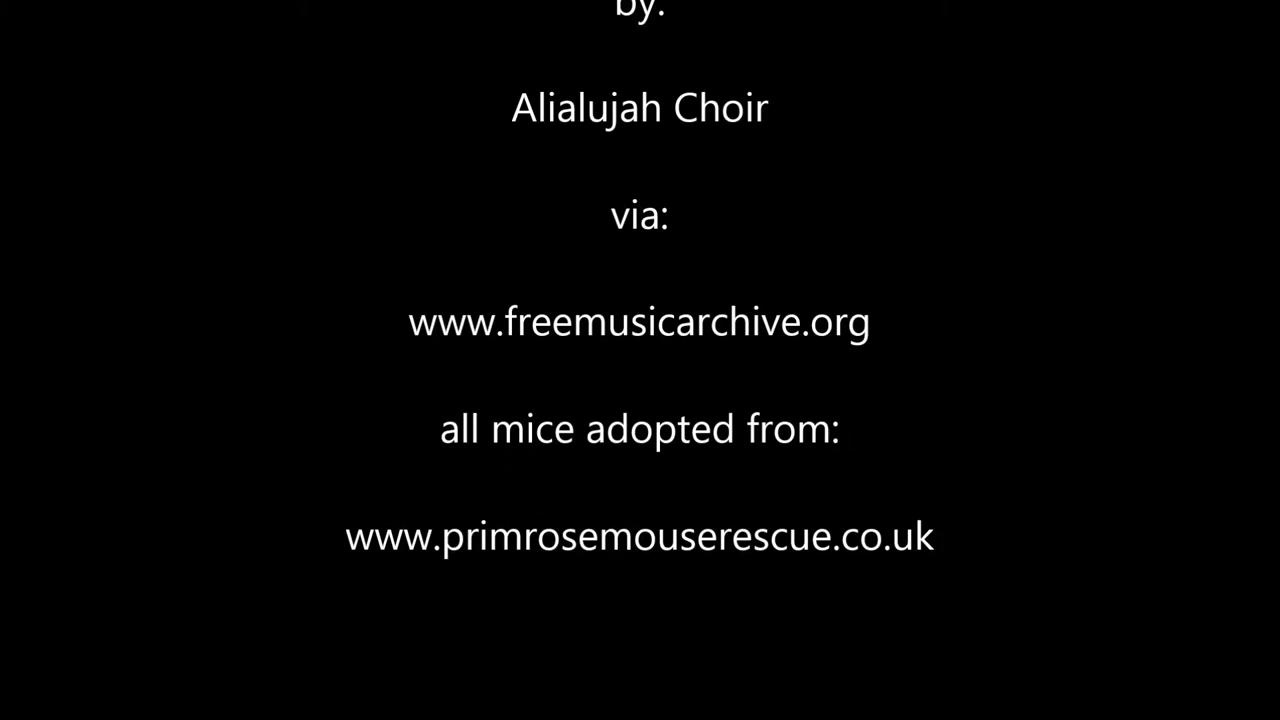 by:
Alialujah Choir
via:
www.freemusicarchive.org
all mice adopted from:
www.primrosemouserescue.co.uk